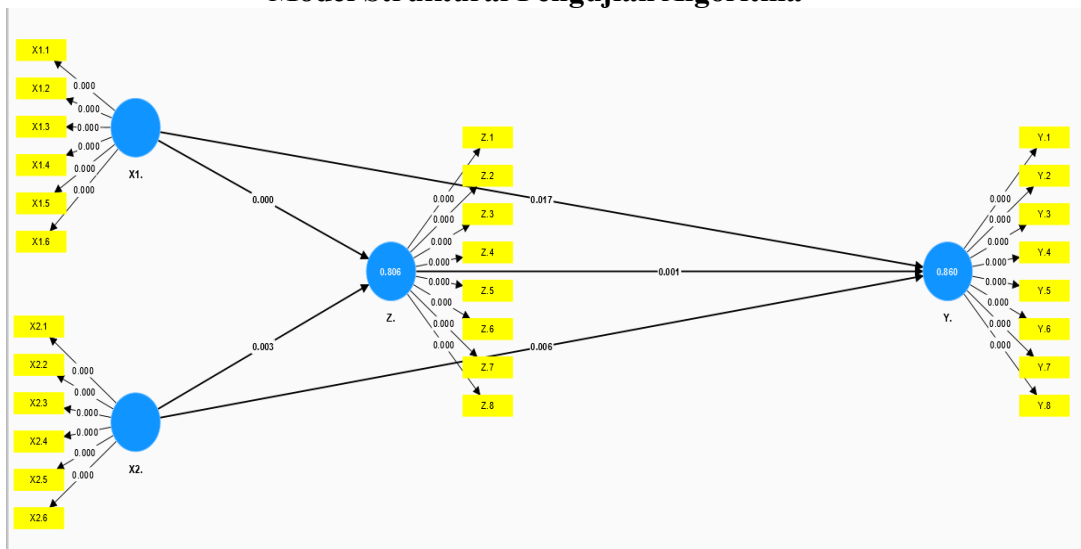 Model Struktural Pengujian Algoritma
X1.1
X1.2
X1.3
X1.4
X1.5
X1.6
0.000
0.000
0.000
0.000
0.000
0.000
X1.
X2.1
X2.2
X2.3
X2.4
X2.5
X2.6
0.000
0.000
0.000
0.000
0.000
0.000
X2.
0.000
0.003
0.017
0.001
0.006
0.806
Z.
0.000
0.000
0.000
0.000
0.000
0.000
0.000
0.000
Z.1
Z.2
Z.3
Z.4
Z.5
Z.6
Z.7
Z.8
0.860
Y.
0.000
0.000
0.000
0.000
0.000
0.000
0.000
0.000
Y.1
Y.2
Y.3
Y.4
Y.5
Y.6
Y.7
Y.8